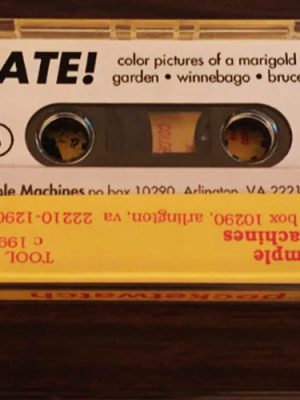 ATE!
color pictures of a marigold
garden • winnebago • bruce
ple Machines po box 10290, Arlington, VA 2221
box 10290, arlington, va 22210-1290
mple
achines
TOOL
c 199
pocketwatch